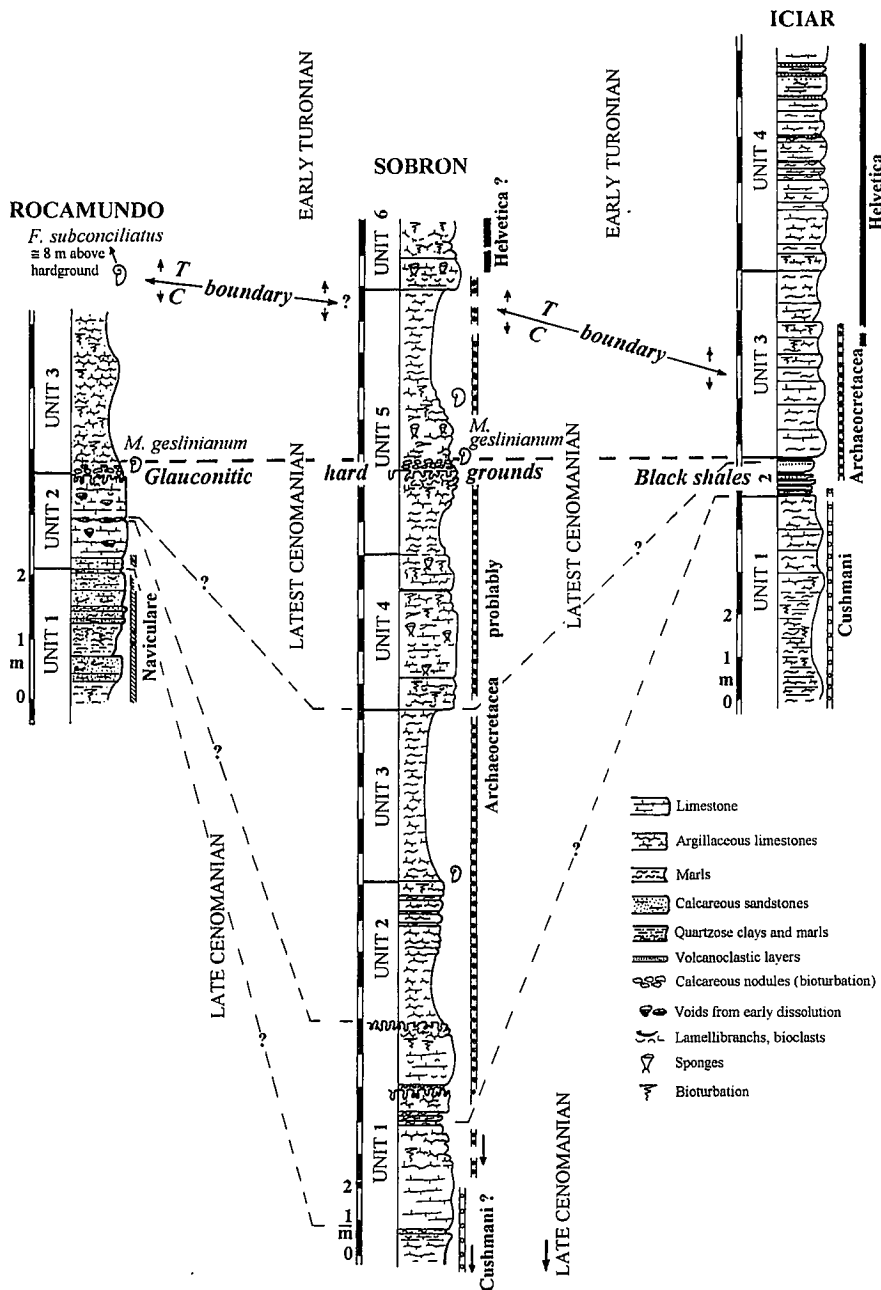 ICIAR
EARLY TURONIAN
EARLY TURONIAN
SOBRON
ROCAMUNDO
F. subconciliatus
≅ 8 m above
hardground
T
C
boundary
?
T
C
boundary
UNIT 3
UNIT 2
UNIT 1
2
1
m
0
Naviculare
M. geslinianum
Glauconitic hard grounds
Black shales
LATEST CENOMANIAN
LATE CENOMANIAN
?
?
?
UNIT 6
UNIT 5
UNIT 4
UNIT 3
UNIT 2
UNIT 1
2
1
m
0
Helvetica ?
M.
geslinianum
Archaeocretacea
problably
Cushmani ?
LATEST CENOMANIAN
LATE CENOMANIAN
?
?
UNIT 4
UNIT 3
2
UNIT 1
2
1
m
0
Helvetica
Archaeocretacea
Cushmani
Limestone
Argillaceous limestones
Marls
Calcareous sandstones
Quartzose clays and marls
Volcanoclastic layers
Calcareous nodules (bioturbation)
Voids from early dissolution
Lamellibranchs, bioclasts
Sponges
Bioturbation